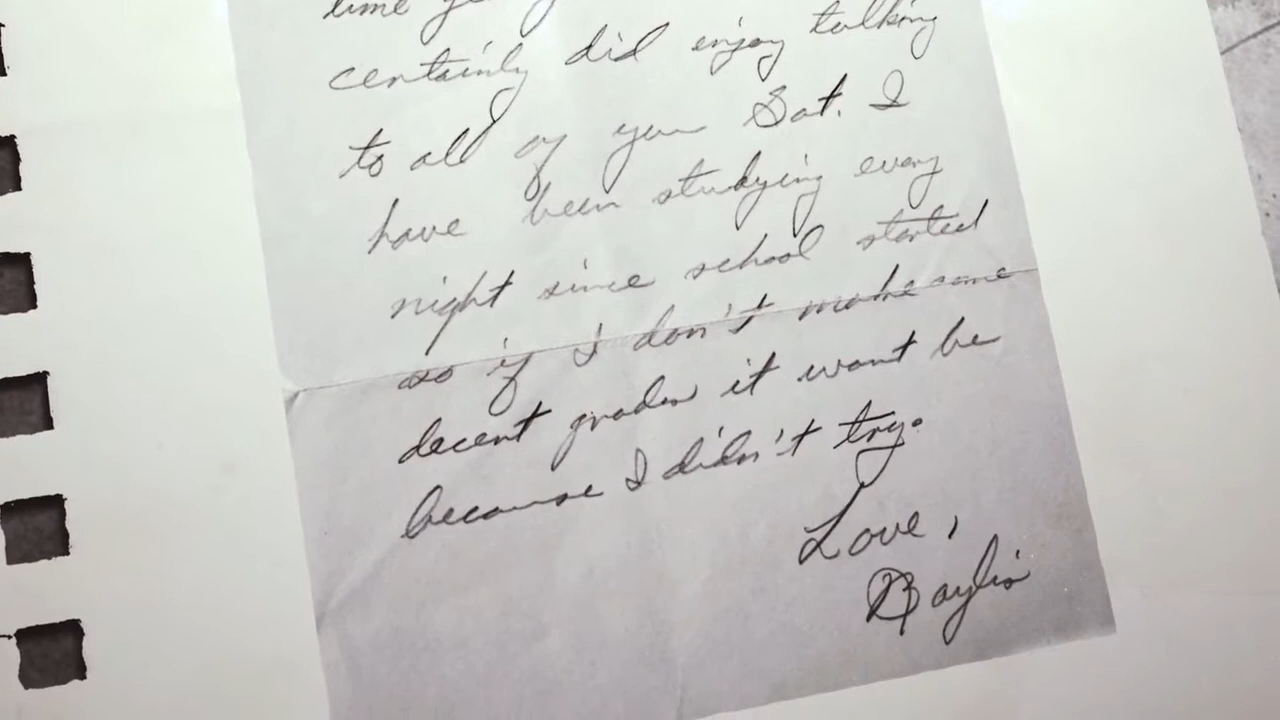 time
certainly did enjoy talking
to all of you Sat. I
have been studying every
night since school started
so if I don't make some
decent grades it wont be
because I didn't try.
Love,
Baylis